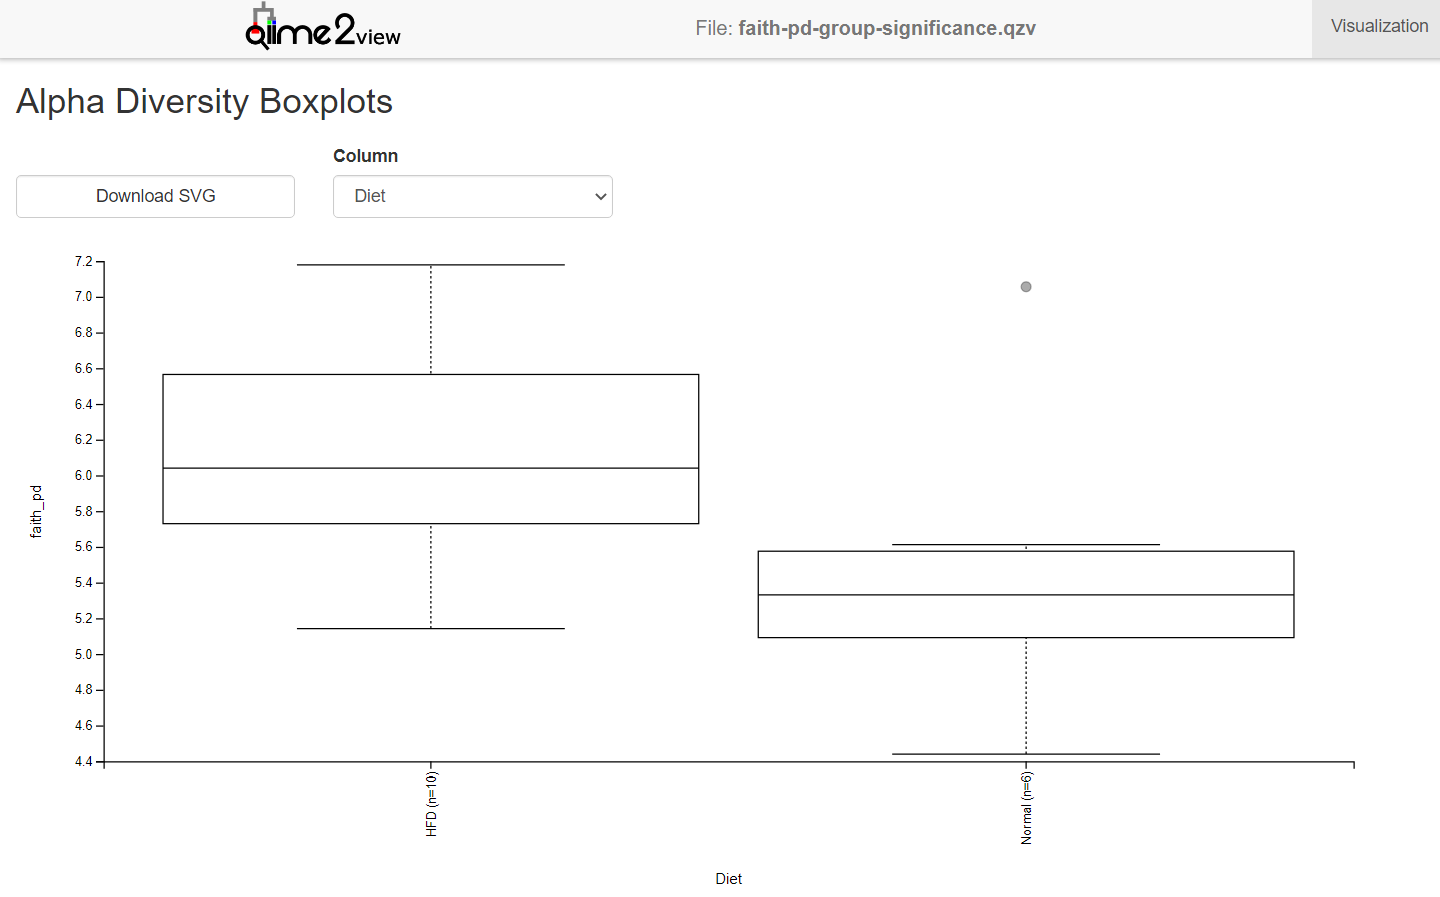 qiime2view
File: faith-pd-group-significance.qzv
Visualization
Alpha Diversity Boxplots
Column
Download SVG
Diet
7.2
7.0
6.8
6.6
6.4
6.2
6.0
5.8
5.6
5.4
5.2
5.0
4.8
4.6
4.4
faith_pd
HFD (n=10)
Normal (n=6)
Diet